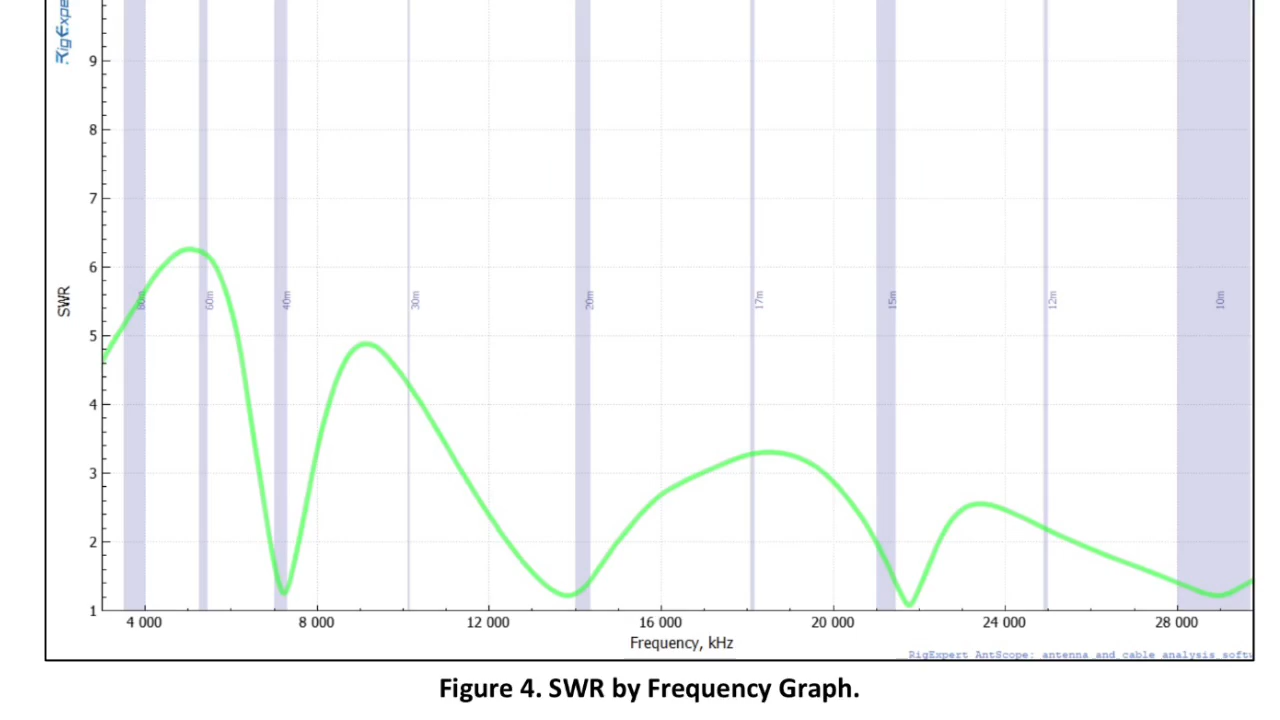 RigExpe
9
8
7
6
5
4
3
2
1
SWR
80m
60m
40m
30m
20m
17m
15m
12m
10m
4 000
8 000
12 000
16 000
20 000
24 000
28 000
Frequency, kHz
RigExpert AntScope: antenna and cable analysis softw
Figure 4. SWR by Frequency Graph.